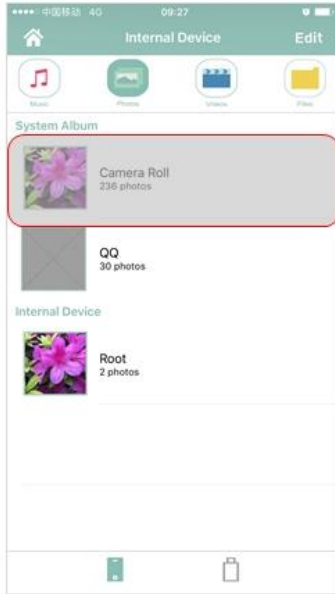 中国移动 4G 09:27
Internal Device Edit
Music Photos Videos Files
System Album
Camera Roll
236 photos
QQ
30 photos
Internal Device
Root
2 photos